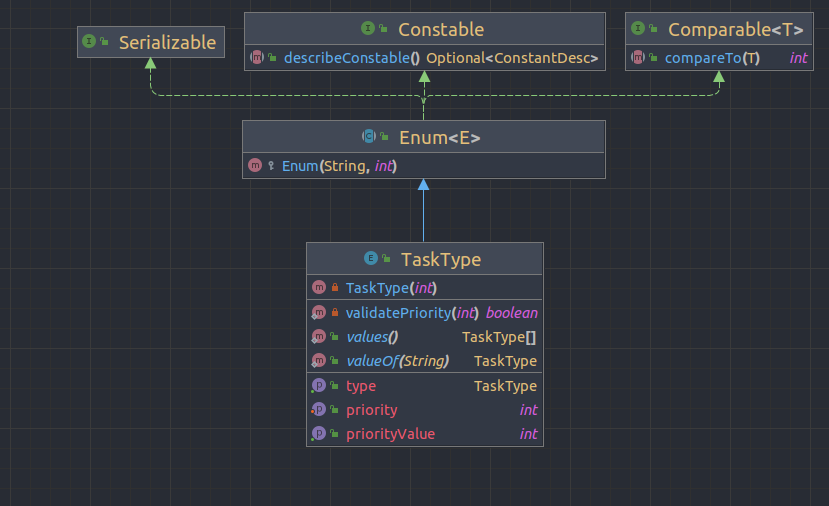 Serializable
Constable
describeConstable() Optional<ConstantDesc>
Comparable<T>
compareTo(T) int
Enum<E>
Enum(String, int)
TaskType
TaskType(int)
validatePriority(int) boolean
values() TaskType[]
valueOf(String) TaskType
type TaskType
priority int
priorityValue int